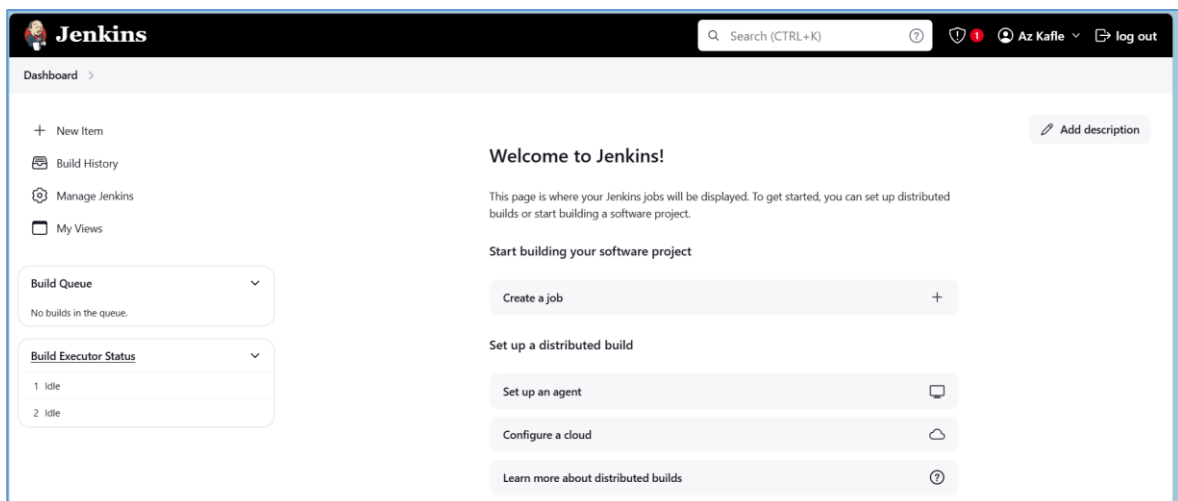 Jenkins
Search (CTRL+K)
1
Az Kafle
log out
Dashboard
New Item
Build History
Manage Jenkins
My Views
Build Queue
No builds in the queue.
Build Executor Status
1 Idle
2 Idle
Add description
Welcome to Jenkins!
This page is where your Jenkins jobs will be displayed. To get started, you can set up distributed
builds or start building a software project.
Start building your software project
Create a job
Set up a distributed build
Set up an agent
Configure a cloud
Learn more about distributed builds